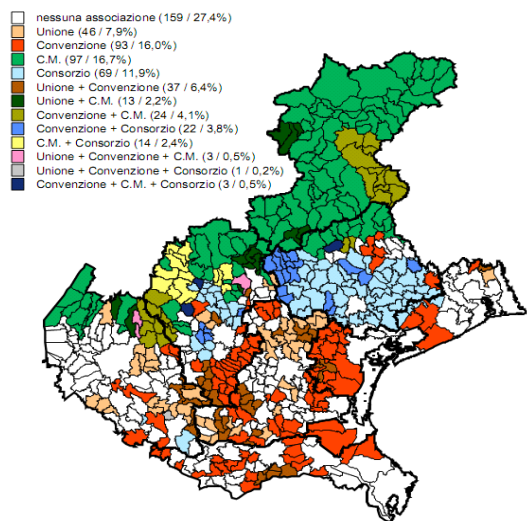 nessuna associazione (159 / 27,4%)
Unione (46 / 7,9%)
Convenzione (93 / 16,0%)
C.M. (97 / 16,7%)
Consorzio (69 / 11,9%)
Unione + Convenzione (37 / 6,4%)
Unione + C.M. (13 / 2,2%)
Convenzione + C.M. (24 / 4,1%)
Convenzione + Consorzio (22 / 3,8%)
C.M. + Consorzio (14 / 2,4%)
Unione + Convenzione + C.M. (3 / 0,5%)
Unione + Convenzione + Consorzio (1 / 0,2%)
Convenzione + C.M. + Consorzio (3 / 0,5%)